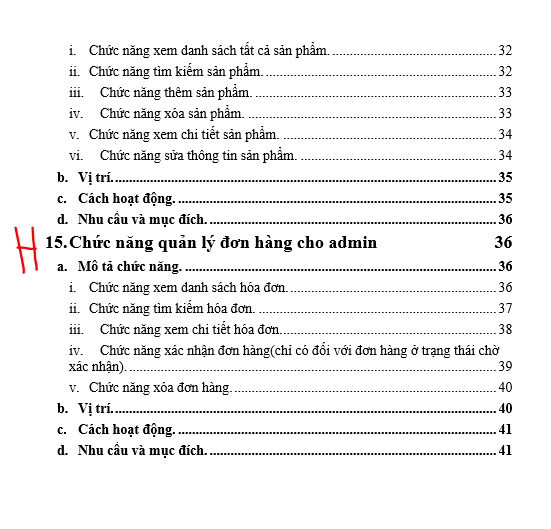 i. Chức năng xem danh sách tất cả sản phẩm. 32
ii. Chức năng tìm kiếm sản phẩm. 32
iii. Chức năng thêm sản phẩm. 33
iv. Chức năng xóa sản phẩm. 33
v. Chức năng xem chi tiết sản phẩm. 34
vi. Chức năng sửa thông tin sản phẩm. 34
b. Vị trí. 35
c. Cách hoạt động. 35
d. Nhu cầu và mục đích. 36
H 15. Chức năng quản lý đơn hàng cho admin 36
a. Mô tả chức năng. 36
i. Chức năng xem danh sách hóa đơn. 36
ii. Chức năng tìm kiếm hóa đơn. 37
iii. Chức năng xem chi tiết hóa đơn. 38
iv. Chức năng xác nhận đơn hàng(chỉ có đối với đơn hàng ở trạng thái chờ
xác nhận). 39
v. Chức năng xóa đơn hàng. 40
b. Vị trí. 40
c. Cách hoạt động. 41
d. Nhu cầu và mục đích. 41